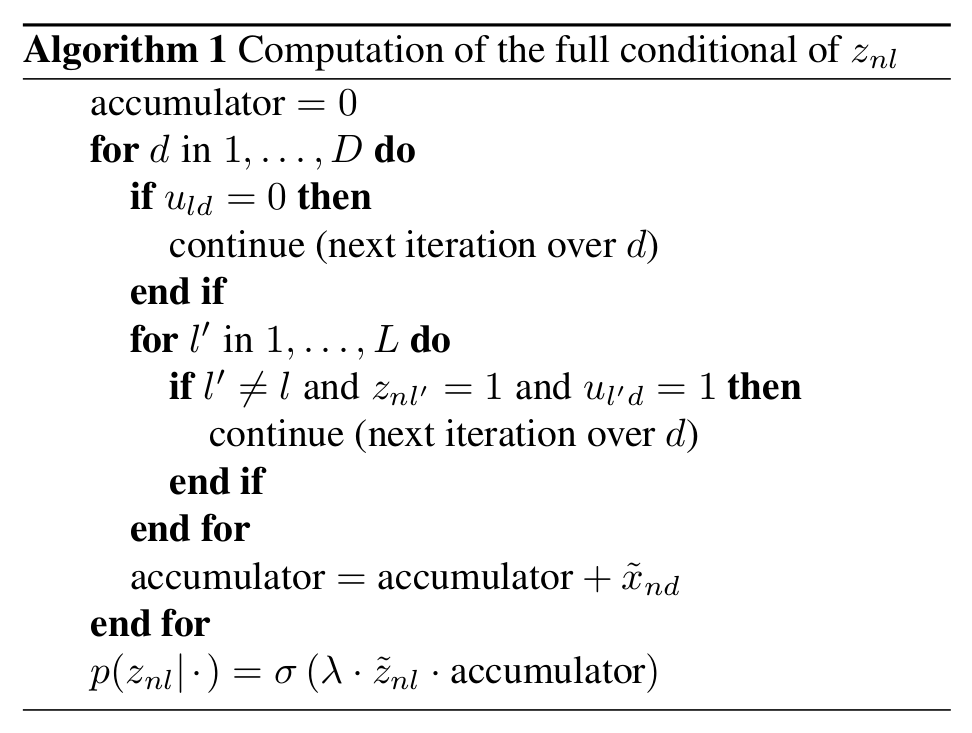 Algorithm 1 Computation of the full conditional of $z_{nl}$
accumulator = 0
for $d$ in $1, \ldots, D$ do
if $u_{ld} = 0$ then
continue (next iteration over $d$)
end if
for $l'$ in $1, \ldots, L$ do
if $l' \neq l$ and $z_{nl'} = 1$ and $u_{l'd} = 1$ then
continue (next iteration over $d$)
end if
end for
accumulator = accumulator + $\tilde{x}_{nd}$
end for
$p(z_{nl}|\cdot) = \sigma\,(\lambda \cdot \tilde{z}_{nl} \cdot \text{accumulator})$